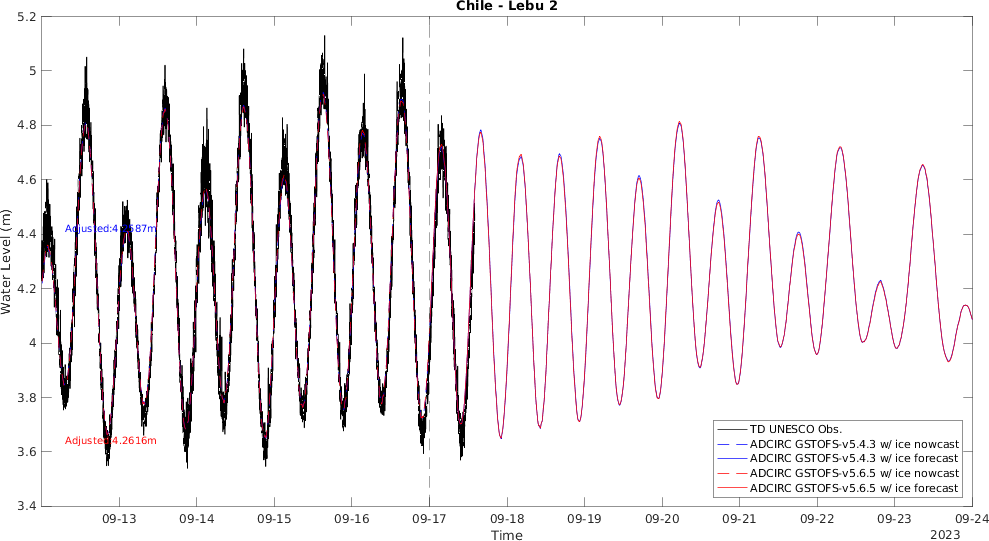 Chile - Lebu 2
5.2
5
4.8
4.6
4.4
4.2
4
3.8
3.6
3.4
Water Level (m)
Adjusted:4.2616m
TD UNESCO Obs.
ADCIRC GSTOFS-v5.4.3 w/ ice nowcast
ADCIRC GSTOFS-v5.4.3 w/ ice forecast
ADCIRC GSTOFS-v5.6.5 w/ ice nowcast
ADCIRC GSTOFS-v5.6.5 w/ ice forecast
09-13 09-14 09-15 09-16 09-17 09-18 09-19 09-20 09-21 09-22 09-23 09-24
Time
2023